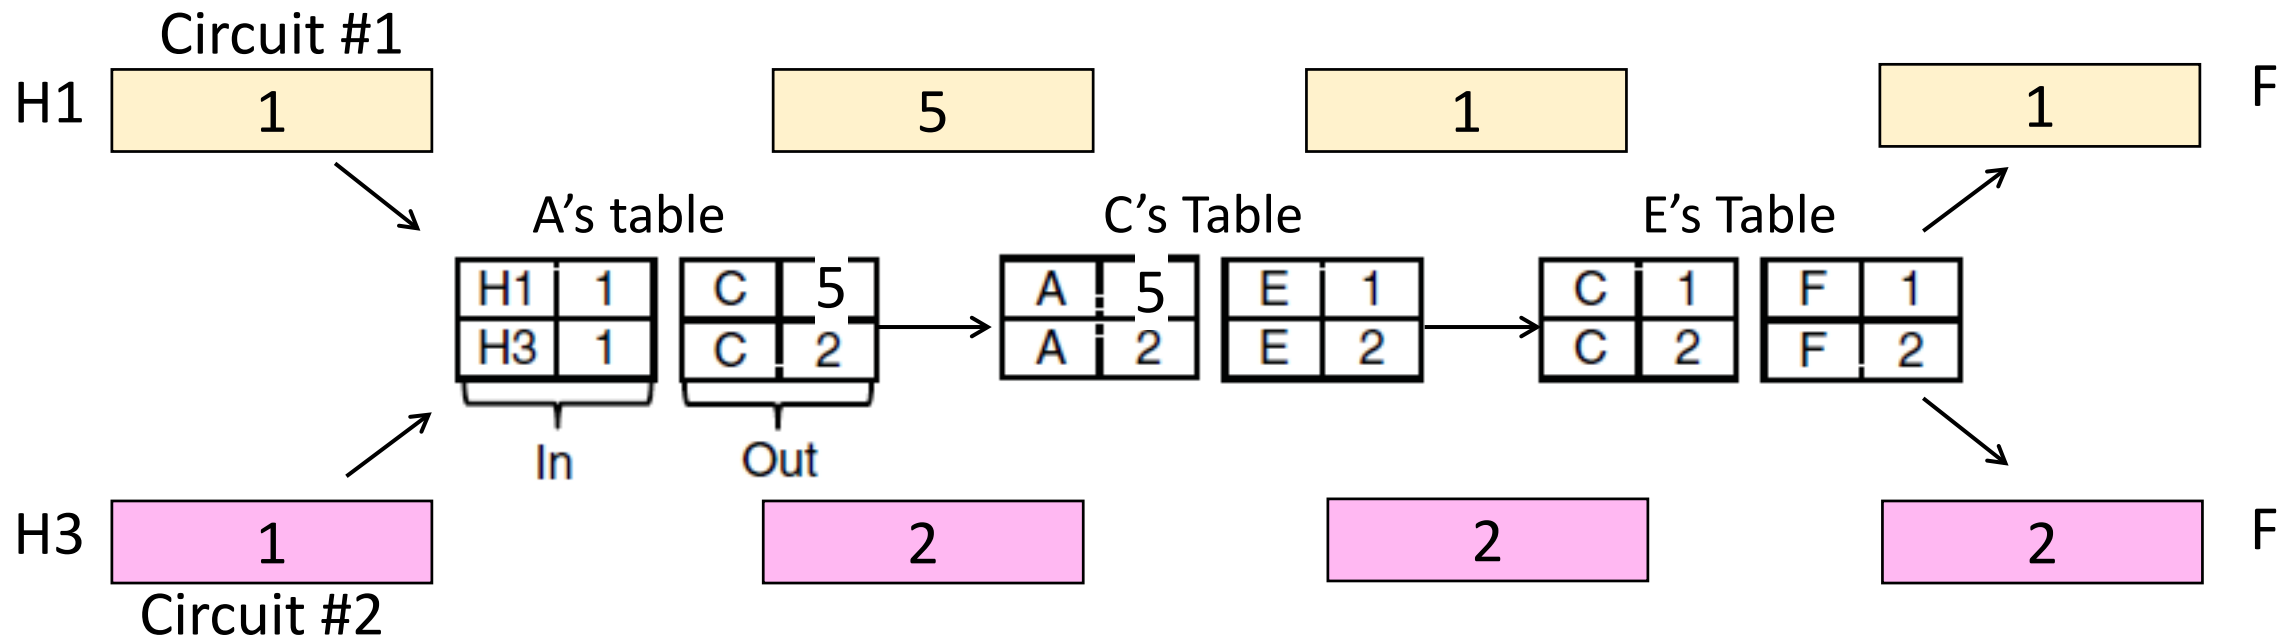 Circuit #1
H1 1 5 1 1 F
A's table C's Table E's Table
H1 1 C 5 A 5 E 1 C 1 F 1
H3 1 C 2 A 2 E 2 C 2 F 2
In Out
H3 1 2 2 2 F
Circuit #2